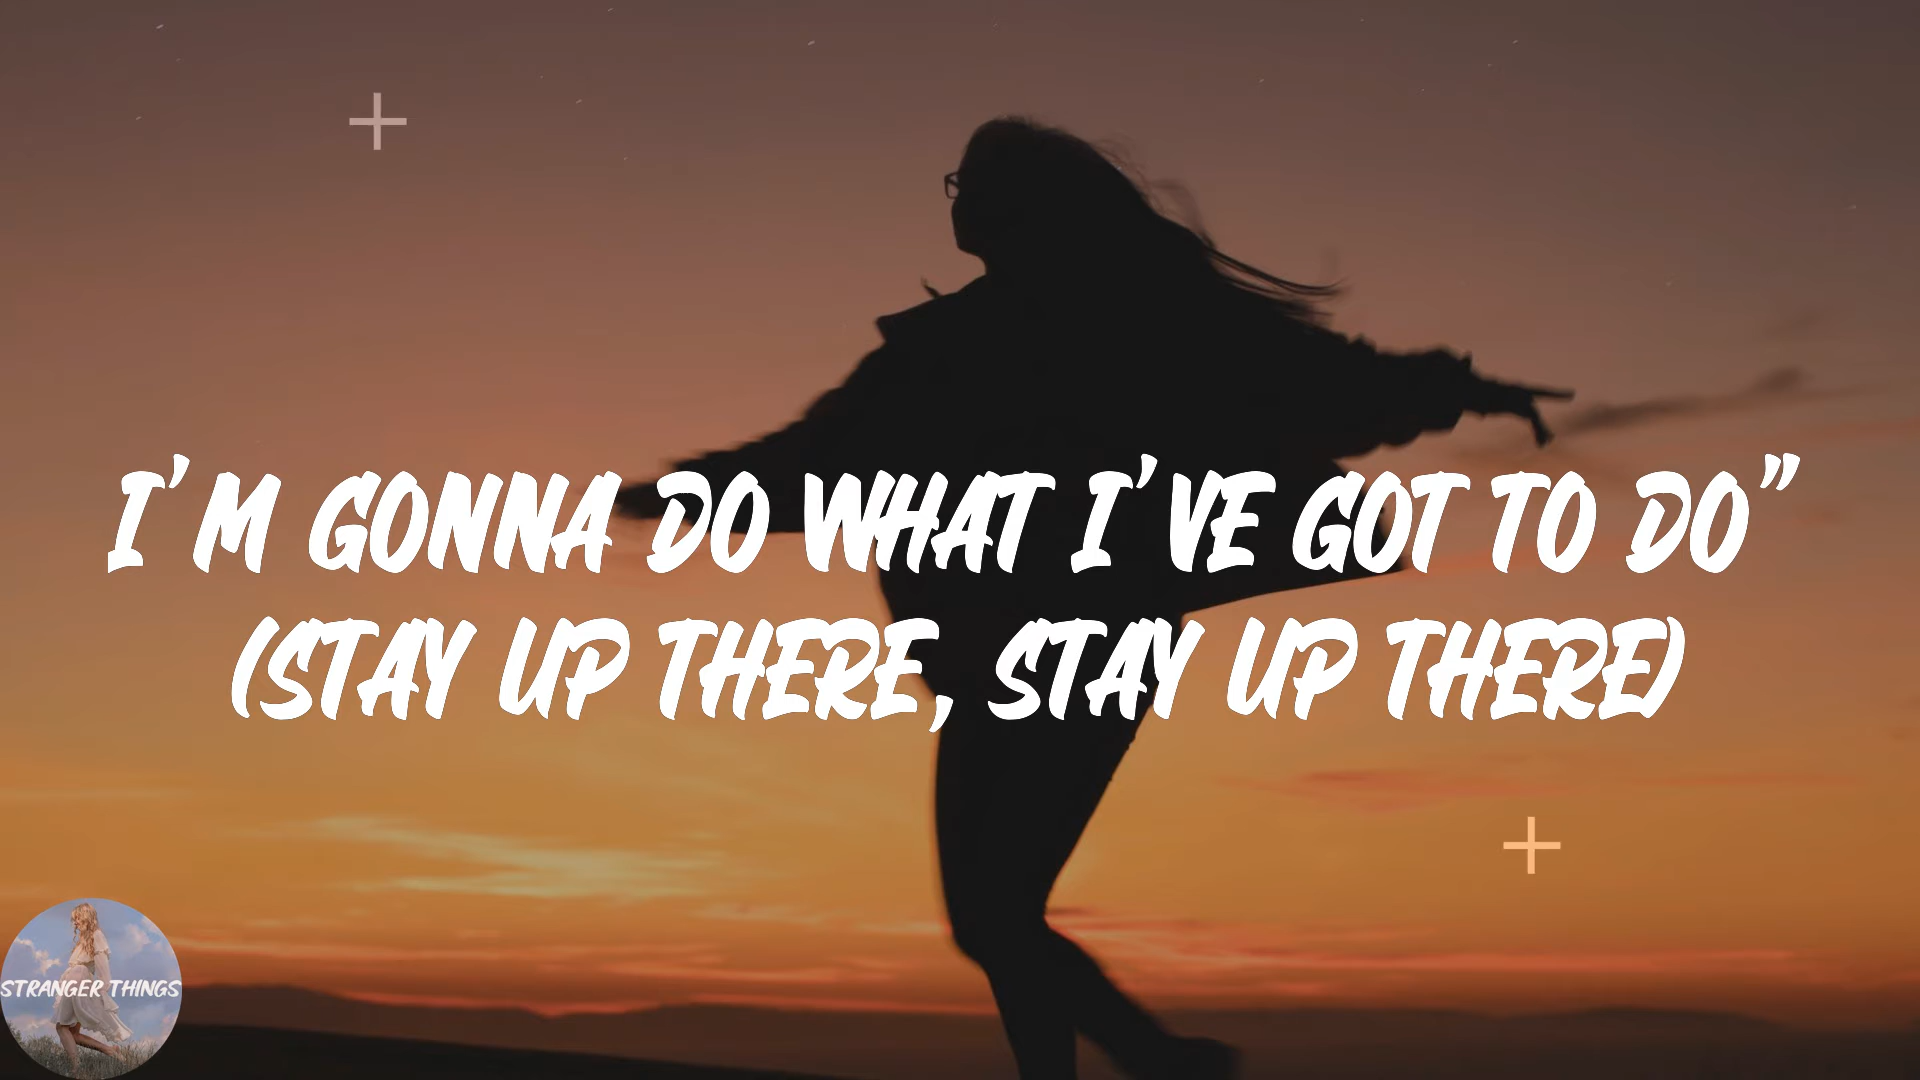 I'M GONNA DO WHAT I'VE GOT TO DO"
(STAY UP THERE, STAY UP THERE)
STRANGER THINGS